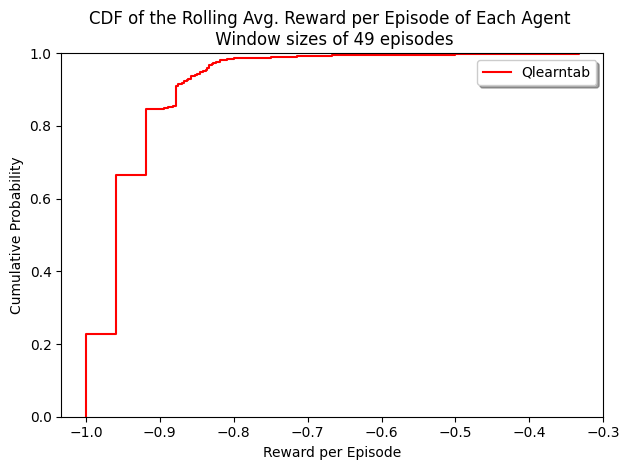 CDF of the Rolling Avg. Reward per Episode of Each Agent
Window sizes of 49 episodes
Qlearntab
Cumulative Probability
1.0
0.8
0.6
0.4
0.2
0.0
−1.0 −0.9 −0.8 −0.7 −0.6 −0.5 −0.4 −0.3
Reward per Episode